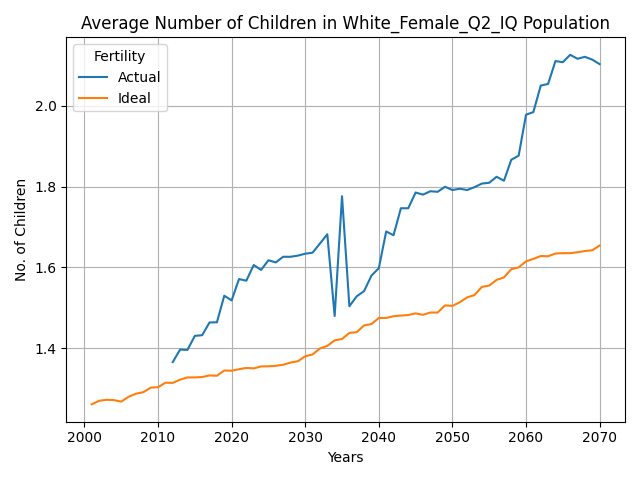 Average Number of Children in White_Female_Q2_IQ Population
Fertility
Actual
Ideal
No. of Children
2.0
1.8
1.6
1.4
2000 2010 2020 2030 2040 2050 2060 2070
Years